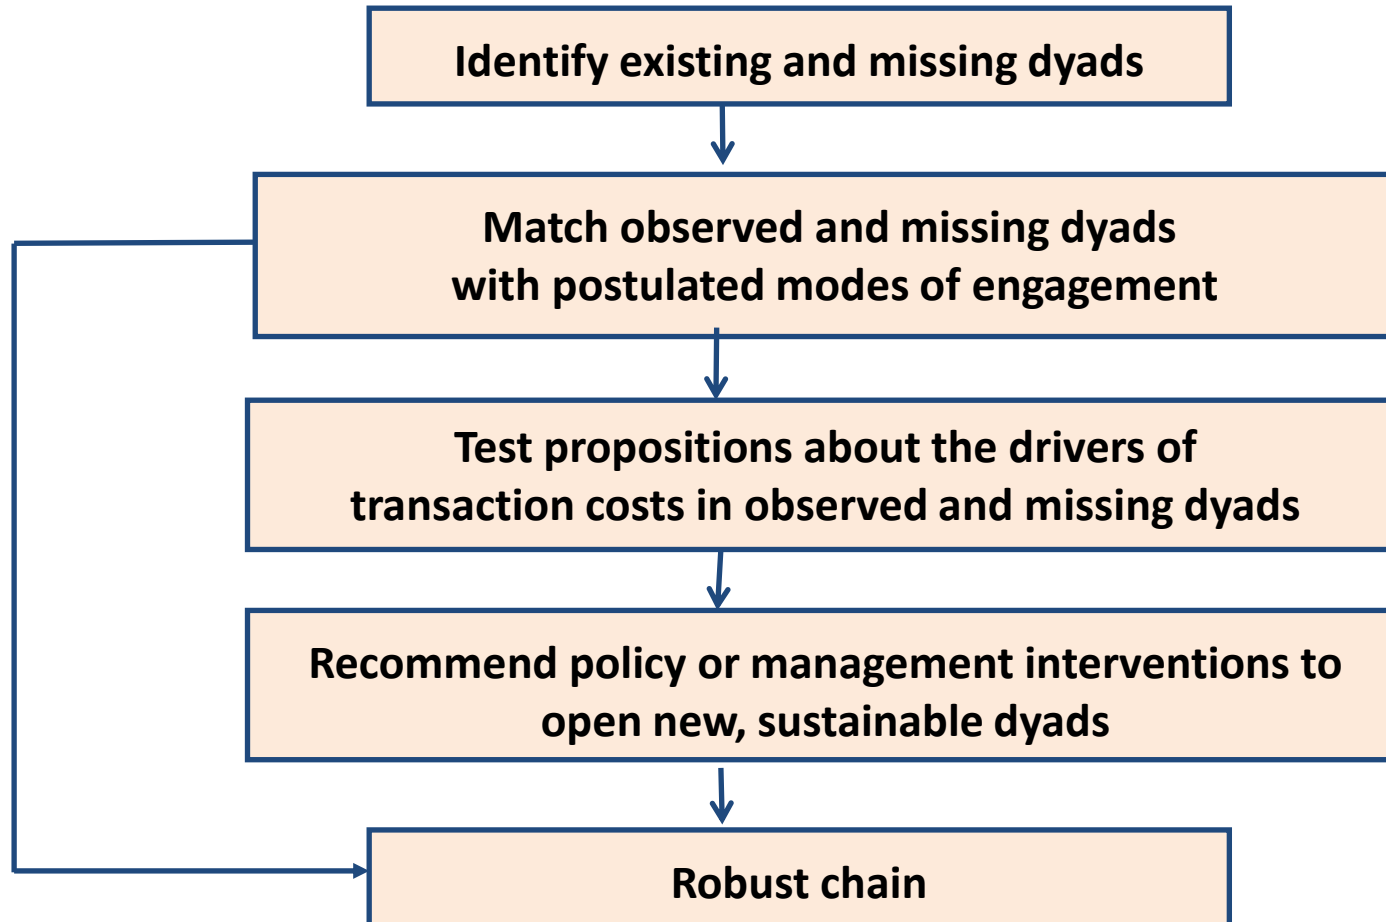 Identify existing and missing dyads
Match observed and missing dyads
with postulated modes of engagement
Test propositions about the drivers of
transaction costs in observed and missing dyads
Recommend policy or management interventions to
open new, sustainable dyads
Robust chain